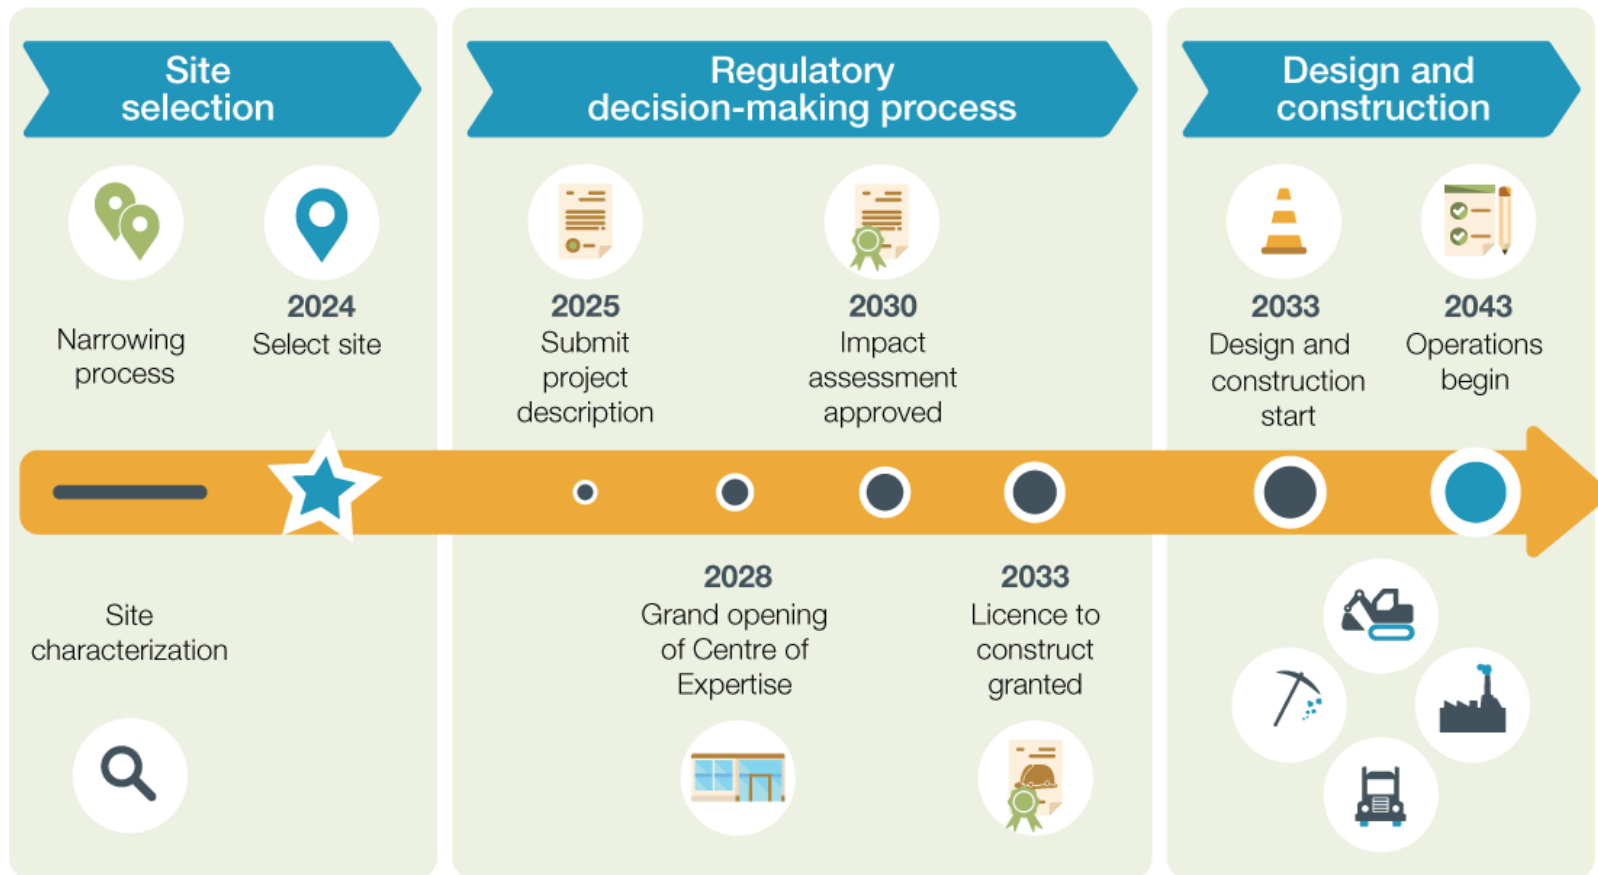 Site
selection
Narrowing
process
2024
Select site
Site
characterization
Regulatory
decision-making process
2025
Submit
project
description
2030
Impact
assessment
approved
2028
Grand opening
of Centre of
Expertise
2033
Licence to
construct
granted
Design and
construction
2033
Design and
construction
start
2043
Operations
begin